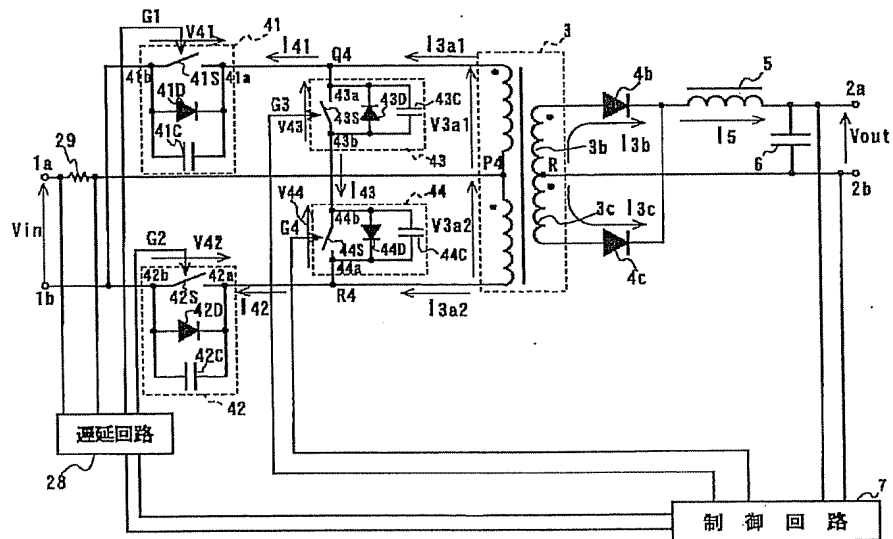 G1
V41
41
41b
41S
41a
41D
41C
I41
Q4
I3a1
3
G3
43a
43S
43D
43C
V43
43b
V3a1
43
I43
44
V44
G4
44b
44S
44D
44C
44a
V3a2
R4
I3a2
P4
R
3b
3c
4b
I3b
I3c
4c
5
I5
6
2a
Vout
2b
1a
29
Vin
1b
G2
V42
42b
42S
42a
42D
42C
I42
42
遅延回路
28
7
制御回路